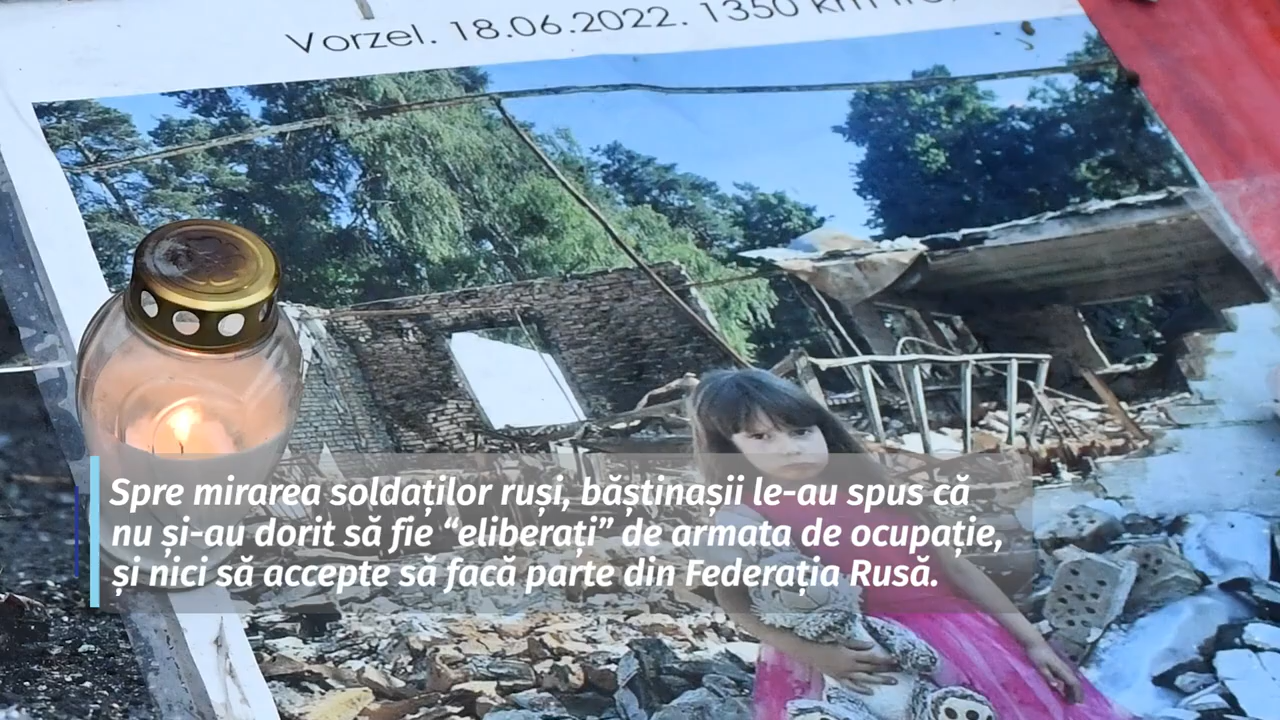 Vorzel. 18.06.2022. 1350 km
Spre mirarea soldaților ruși, băștinașii le-au spus că
nu și-au dorit să fie “eliberați” de armata de ocupație,
și nici să accepte să facă parte din Federația Rusă.